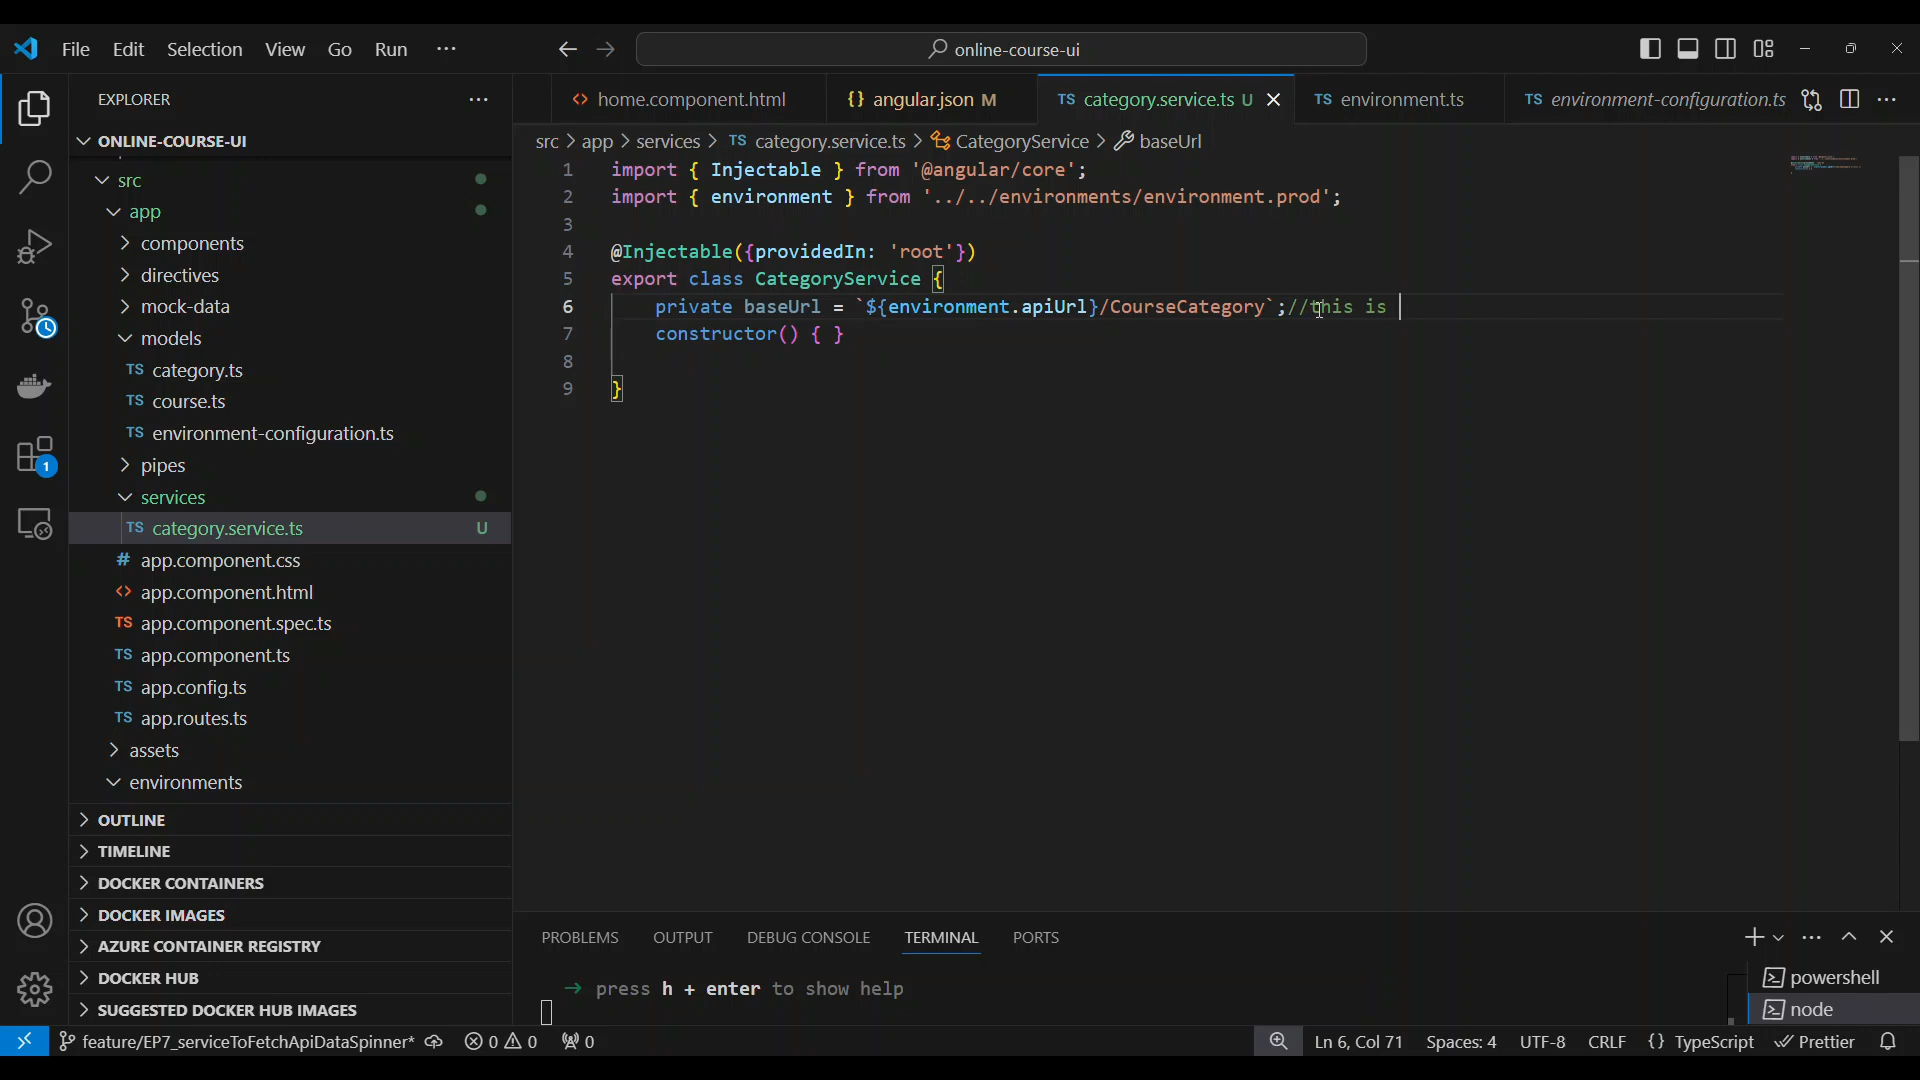 File Edit Selection View Go Run ··· online-course-ui
EXPLORER ···
ONLINE-COURSE-UI
src
app
components
directives
mock-data
models
TS category.ts
TS course.ts
TS environment-configuration.ts
pipes
services
TS category.service.ts U
# app.component.css
<> app.component.html
TS app.component.spec.ts
TS app.component.ts
TS app.config.ts
TS app.routes.ts
assets
environments
OUTLINE
TIMELINE
DOCKER CONTAINERS
DOCKER IMAGES
AZURE CONTAINER REGISTRY
DOCKER HUB
SUGGESTED DOCKER HUB IMAGES
1
<> home.component.html {} angular.json M TS category.service.ts U TS environment.ts TS environment-configuration.ts ···
src > app > services > TS category.service.ts > CategoryService > baseUrl
1 import { Injectable } from '@angular/core';
2 import { environment } from '../../environments/environment.prod';
3
4 @Injectable({providedIn: 'root'})
5 export class CategoryService {
6 private baseUrl = `${environment.apiUrl}/CourseCategory`;//this is
7 constructor() { }
8
9 }
PROBLEMS OUTPUT DEBUG CONSOLE TERMINAL PORTS
→ press h + enter to show help
powershell
node
feature/EP7_serviceToFetchApiDataSpinner* 0 0 0 Ln 6, Col 71 Spaces: 4 UTF-8 CRLF {} TypeScript Prettier